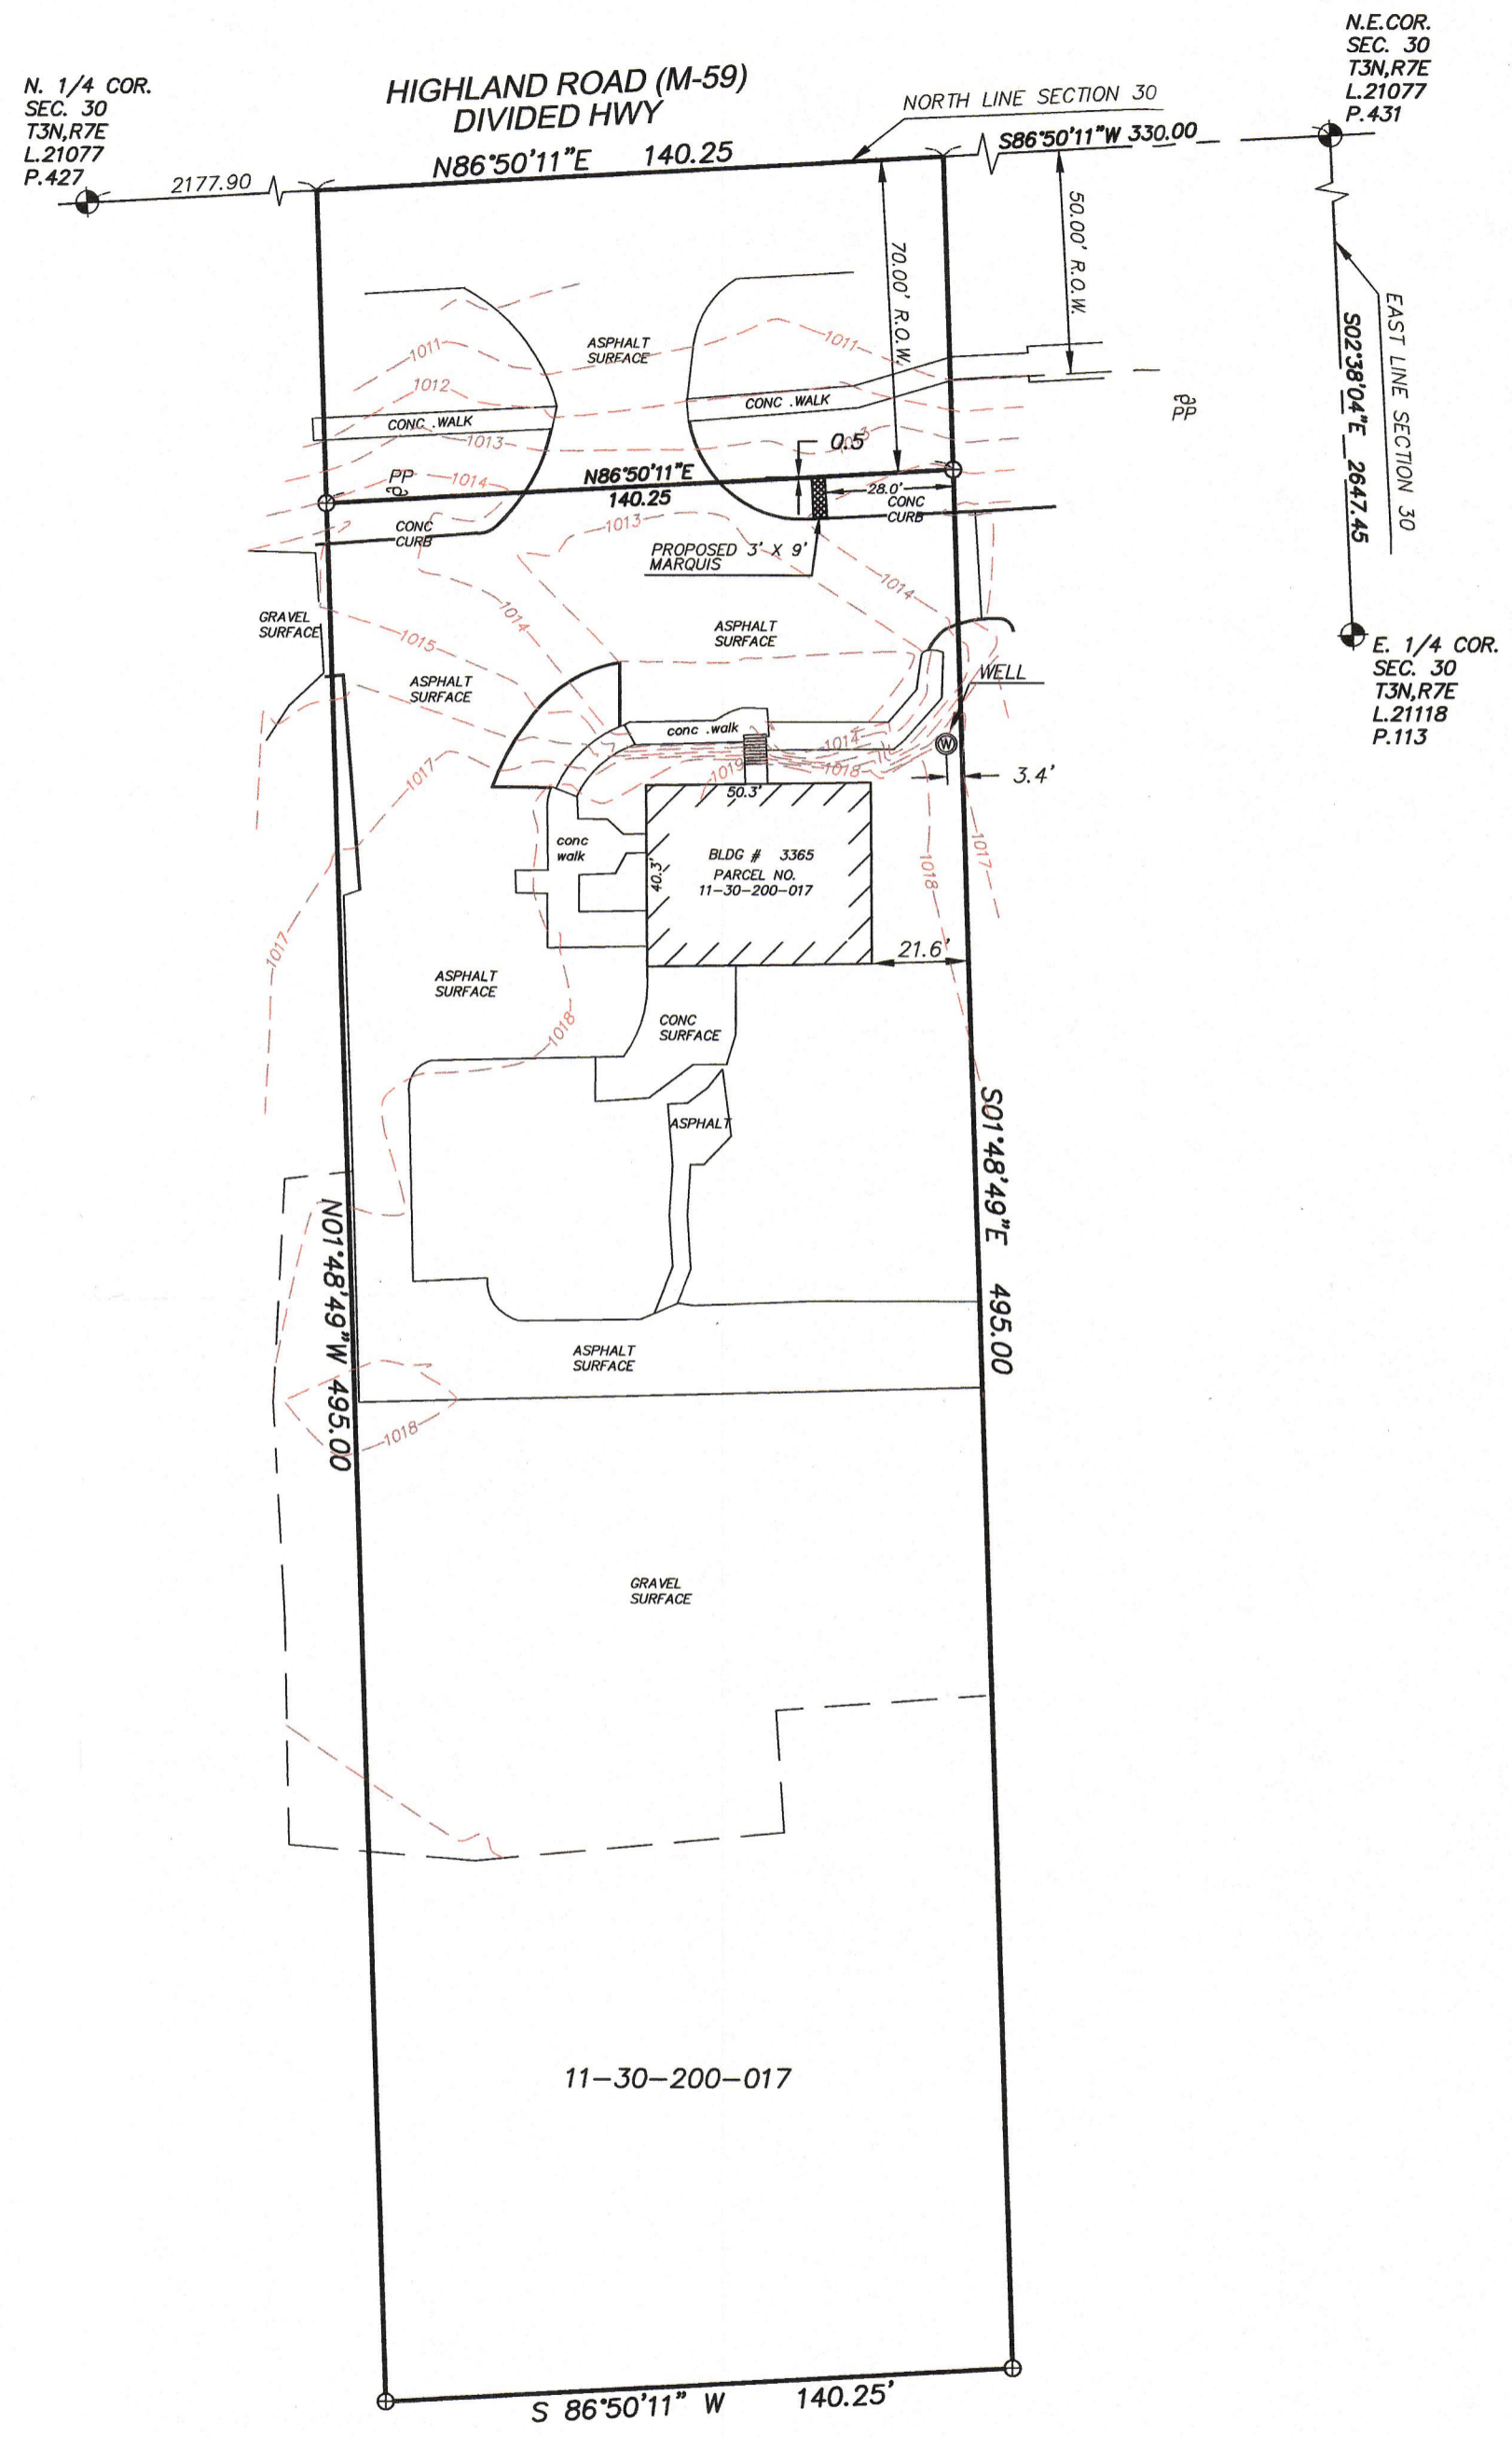 N.E.COR.
SEC. 30
T3N,R7E
L.21077
P.431
N. 1/4 COR.
SEC. 30
T3N,R7E
L.21077
P.427
HIGHLAND ROAD (M-59)
DIVIDED HWY
NORTH LINE SECTION 30
N86°50'11"E 140.25
S86°50'11"W 330.00
2177.90
50.00' R.O.W.
70.00' R.O.W.
EAST LINE SECTION 30
S02°38'04"E 2647.45
ASPHALT
SURFACE
1011
1011
1012
CONC .WALK
CONC .WALK
PP
1013
1013
0.5
PP
1014
N86°50'11"E
140.25
28.0'
CONC
CURB
CONC
CURB
1013
PROPOSED 3' X 9'
MARQUIS
1014
1014
GRAVEL
SURFACE
1015
ASPHALT
SURFACE
ASPHALT
SURFACE
E. 1/4 COR.
SEC. 30
T3N,R7E
L.21118
P.113
WELL
conc .walk
1014
W
1017
1019
1018
3.4'
50.3'
conc
walk
40.3'
BLDG # 3365
PARCEL NO.
11-30-200-017
1018
1017
1017
21.6'
ASPHALT
SURFACE
1018
CONC
SURFACE
ASPHALT
S01°48'49"E 495.00
N01°48'49"W 495.00
ASPHALT
SURFACE
1018
GRAVEL
SURFACE
11-30-200-017
S 86°50'11" W 140.25'